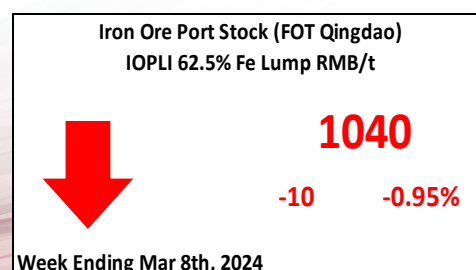 Iron Ore Port Stock (FOT Qingdao)
IOPLI 62.5% Fe Lump RMB/t
1040
-10 -0.95%
Week Ending Mar 8th, 2024